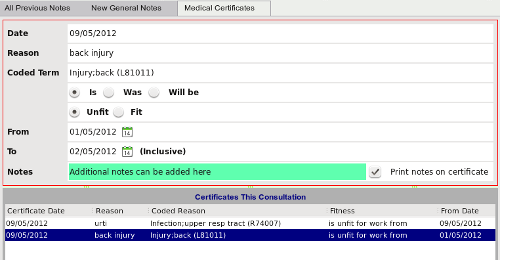 All Previous Notes New General Notes Medical Certificates
Date 09/05/2012
Reason back injury
Coded Term Injury;back (L81011)
Is Was Will be
Unfit Fit
From 01/05/2012
To 02/05/2012 (Inclusive)
Notes Additional notes can be added here Print notes on certificate
Certificates This Consultation
Certificate Date Reason Coded Reason Fitness From Date
09/05/2012 urti Infection;upper resp tract (R74007) is unfit for work from 09/05/2012
09/05/2012 back injury Injury;back (L81011) is unfit for work from 01/05/2012